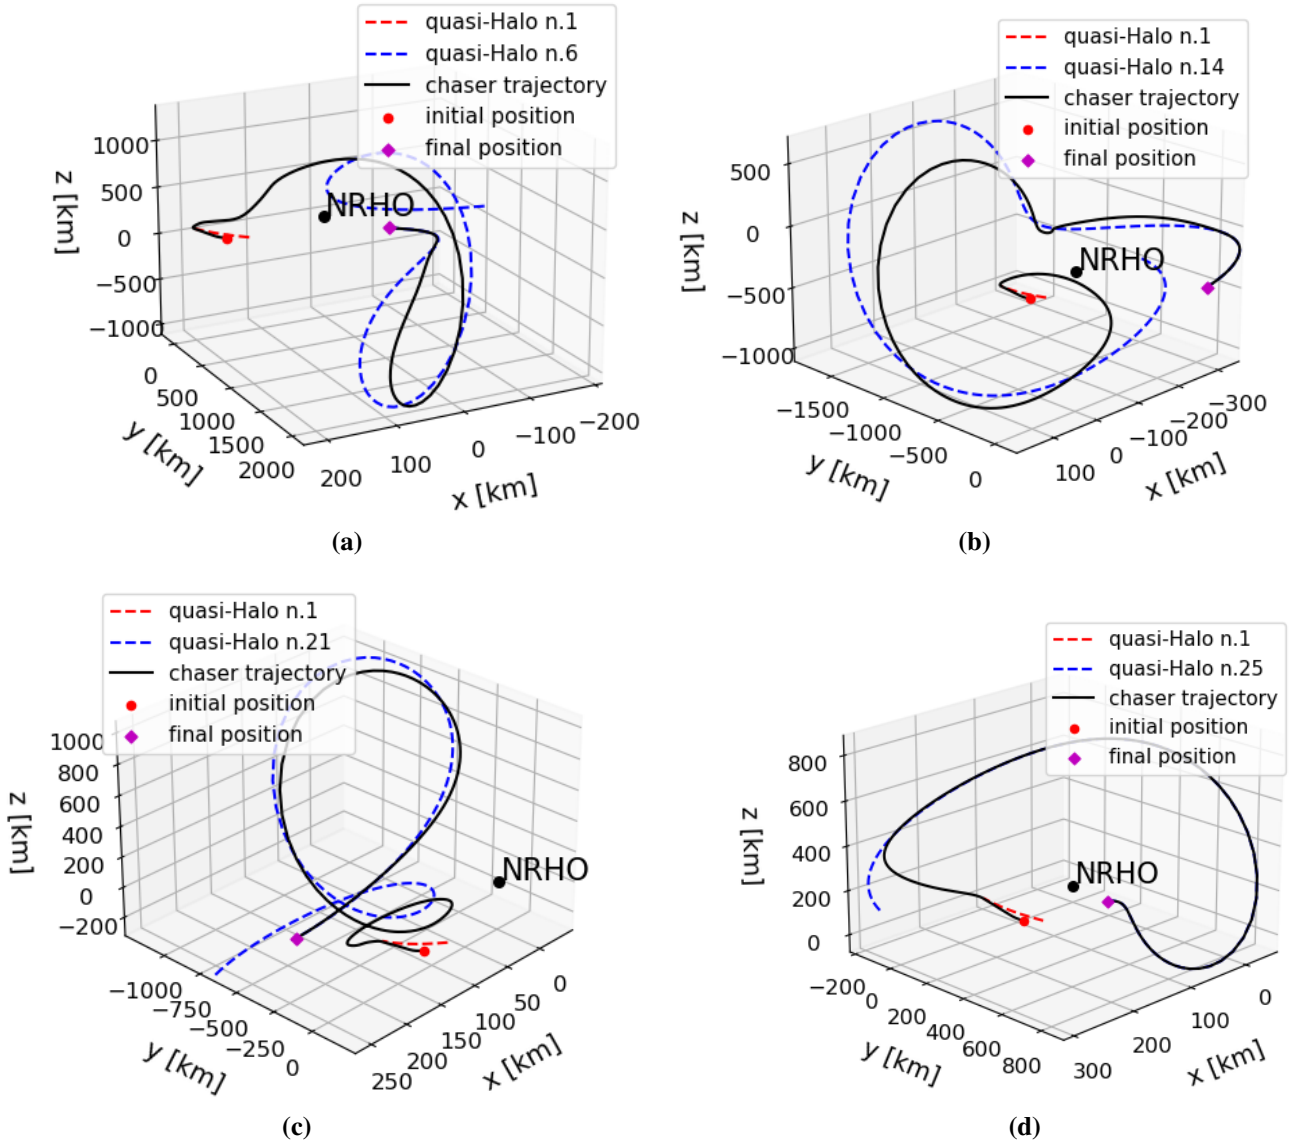 quasi-Halo n.1
quasi-Halo n.6
chaser trajectory
initial position
final position
1000
500
0
−500
−1000
z [km]
NRHO
0
500
1000
1500
2000
y [km]
200
100
0
−100
−200
x [km]
(a)
quasi-Halo n.1
quasi-Halo n.14
chaser trajectory
initial position
final position
500
0
−500
−1000
z [km]
NRHO
−1500
−1000
−500
0
y [km]
100
0
−100
−200
−300
x [km]
(b)
quasi-Halo n.1
quasi-Halo n.21
chaser trajectory
initial position
final position
1000
800
600
400
200
0
−200
z [km]
NRHO
−1000
−750
−500
−250
0
y [km]
250
200
150
100
50
0
x [km]
(c)
quasi-Halo n.1
quasi-Halo n.25
chaser trajectory
initial position
final position
800
600
400
200
0
z [km]
NRHO
−200
0
200
400
600
800
y [km]
300
200
100
0
x [km]
(d)